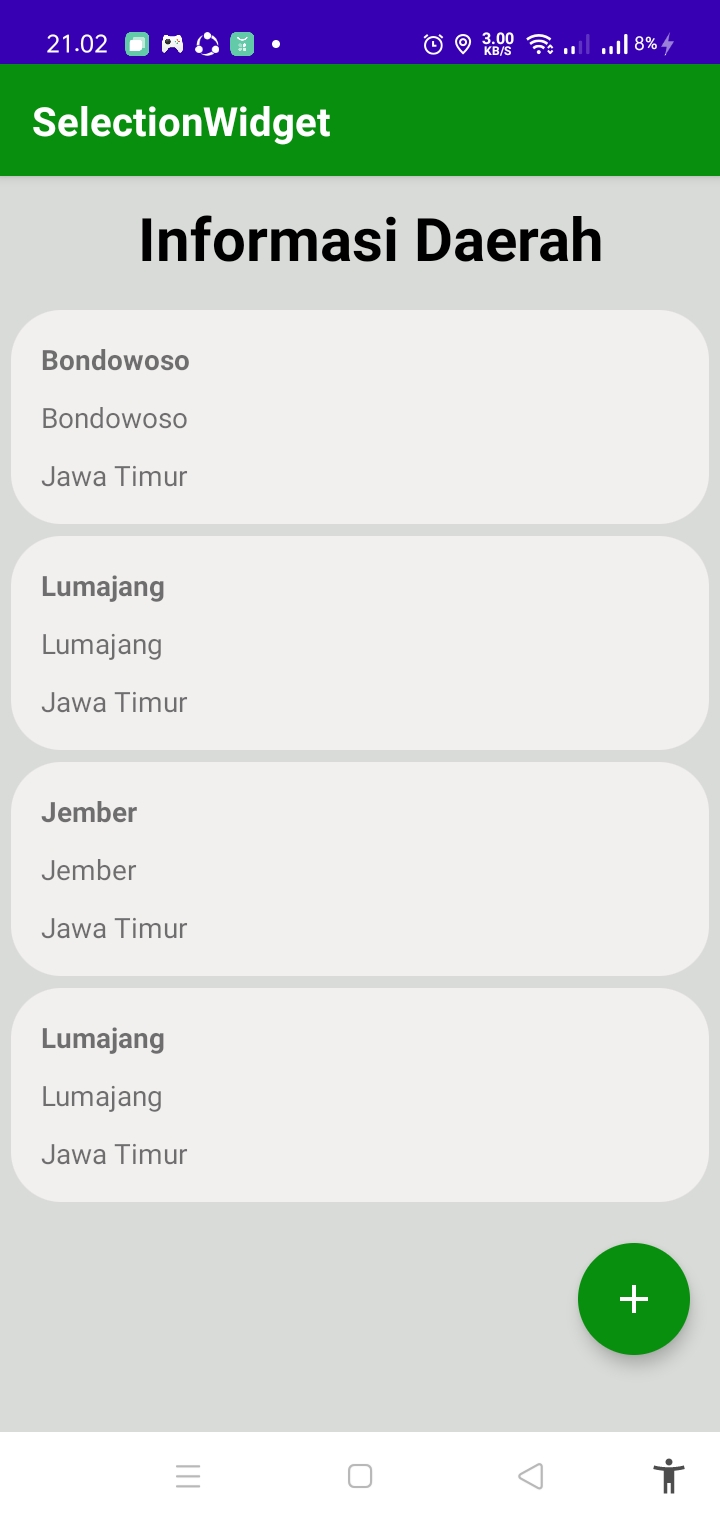 21.02
3.00
KB/S
8%
SelectionWidget
Informasi Daerah
Bondowoso
Bondowoso
Jawa Timur
Lumajang
Lumajang
Jawa Timur
Jember
Jember
Jawa Timur
Lumajang
Lumajang
Jawa Timur
+